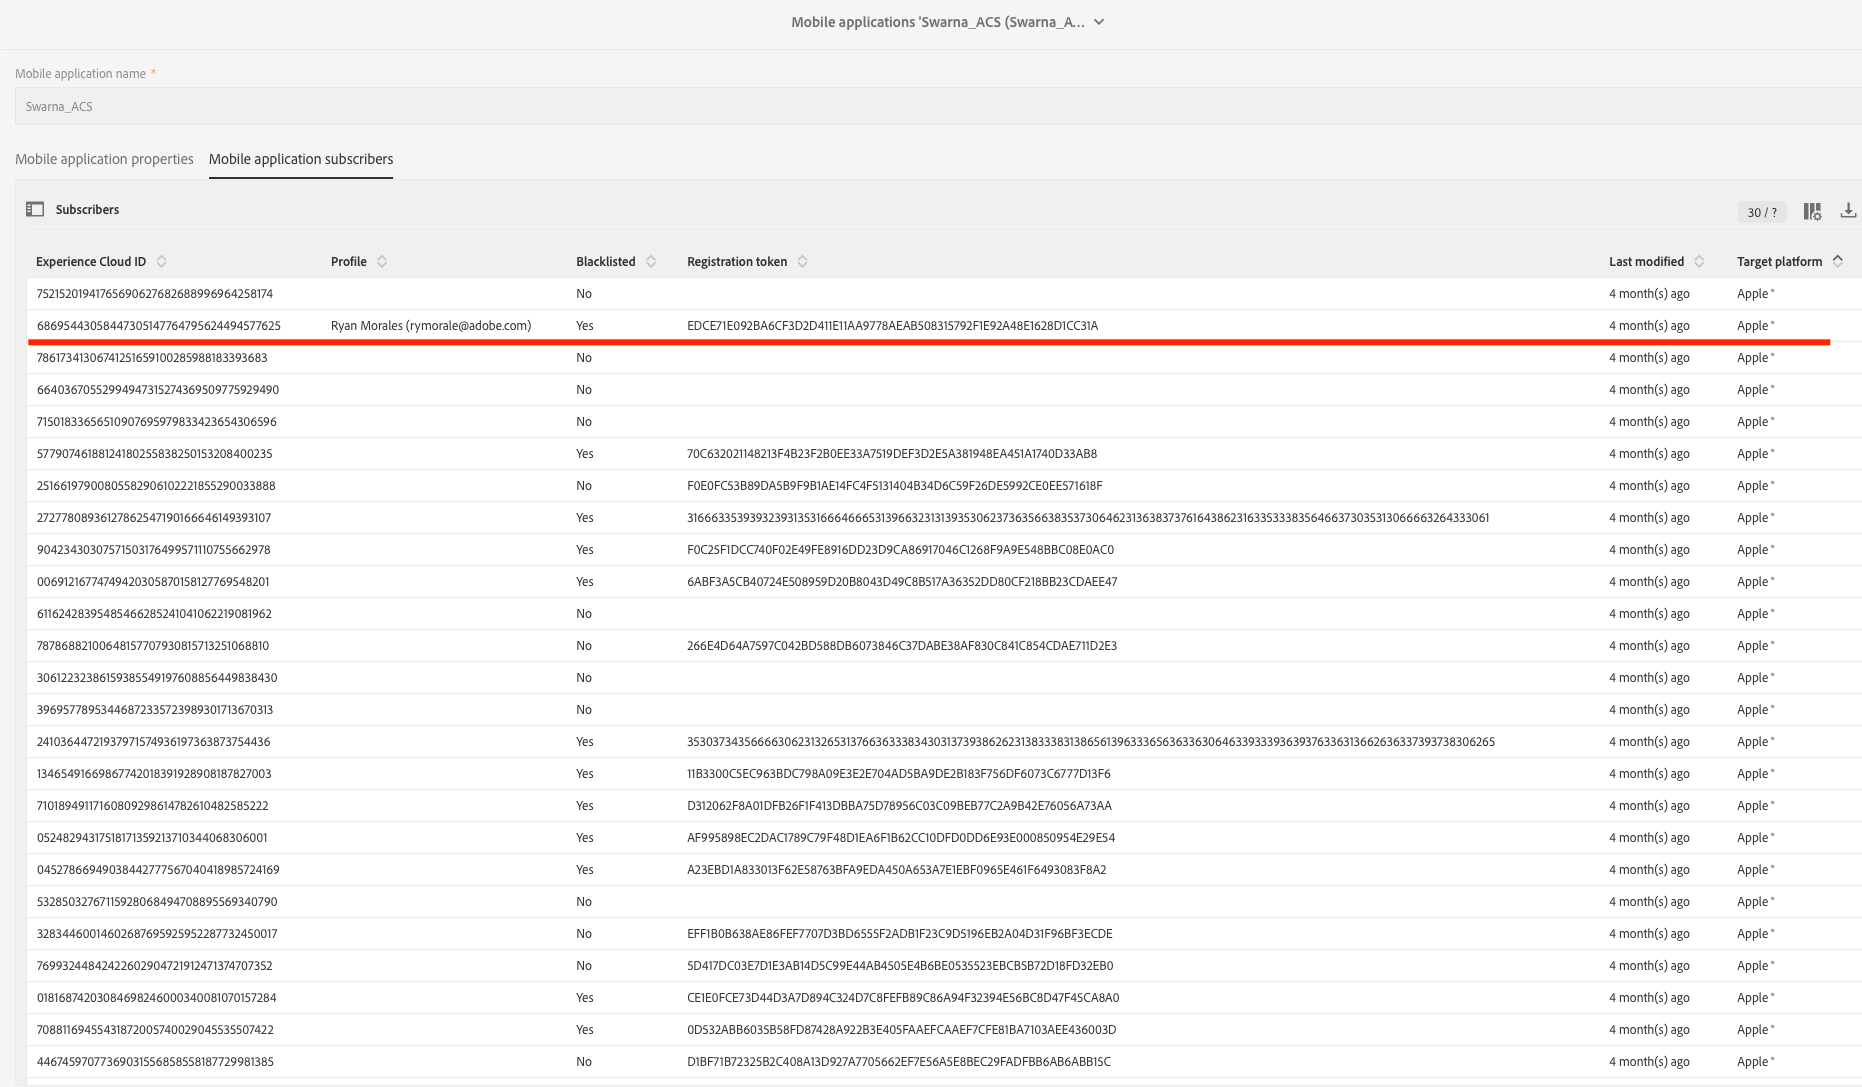 Mobile applications 'Swarna_ACS (Swarna_A...
Mobile application name *
Swarna_ACS
Mobile application properties Mobile application subscribers
Subscribers 30 / ?
Experience Cloud ID Profile Blacklisted Registration token Last modified Target platform
75215201941765690627682688996964258174 No 4 month(s) ago Apple *
68695443058447305147764795624494577625 Ryan Morales (rymorale@adobe.com) Yes EDCE71E092BA6CF3D2D411E11AA9778AEAB508315792F1E92A48E1628D1CC31A 4 month(s) ago Apple *
78617341306741251659100285988183393683 No 4 month(s) ago Apple *
66403670552994947315274369509775929490 No 4 month(s) ago Apple *
71501833656510907695979833423654306596 No 4 month(s) ago Apple *
57790746188124180255838250153208400235 Yes 70C632021148213F4B23F2B0EE33A7519DEF3D2E5A381948EA451A1740D33AB8 4 month(s) ago Apple *
25166197900805582906102221855290033888 No F0E0FC53B89DA5B9F9B1AE14FC4F5131404B34D6C59F26DE5992CE0EE571618F 4 month(s) ago Apple *
27277808936127862547190166646149393107 Yes 4 month(s) ago Apple *
90423430307571503176499571110755662978 Yes F0C25F1DCC740F02E49FE8916DD23D9CA86917046C1268F9A9E548BBC08E0AC0 4 month(s) ago Apple *
00691216774749420305870158127769548201 Yes 6ABF3A5CB40724E508959D20B8043D49C8B517A36352DD80CF218BB23CDAEE47 4 month(s) ago Apple *
61162428395485466285241041062219081962 No 4 month(s) ago Apple *
78786882100648157707930815713251068810 No 266E4D64A7597C042BD588DB6073846C37DABE38AF830C841C854CDAE711D2E3 4 month(s) ago Apple *
30612232386159385549197608856449838430 No 4 month(s) ago Apple *
39695778953446872335723989301713670313 No 4 month(s) ago Apple *
24103644721937971574936197363873754436 Yes 4 month(s) ago Apple *
13465491669867742018391928908187827003 Yes 11B3300C5EC963BDC798A09E3E2E704AD5BA9DE2B183F756DF6073C6777D13F6 4 month(s) ago Apple *
71018949117160809298614782610482585222 Yes D312062F8A01DFB26F1F413DBBA75D78956C03C09BEB77C2A9B42E76056A73AA 4 month(s) ago Apple *
05248294317518171359213710344068306001 Yes AF995898EC2DAC1789C79F48D1EA6F1B62CC10DFD0DD6E93E000850954E29E54 4 month(s) ago Apple *
04527866949038442777567040418985724169 Yes A23EBD1A833013F62E58763BFA9EDA450A653A7E1EBF0965E461F6493083F8A2 4 month(s) ago Apple *
53285032767115928068494708895569340790 No 4 month(s) ago Apple *
32834460014602687695925952287732450017 No EFF1B0B638AE86FEF7707D3BD6555F2ADB1F23C9D5196EB2A04D31F96BF3ECDE 4 month(s) ago Apple *
76993244842422602904721912471374707352 No 5D417DC03E7D1E3AB14D5C99E44AB4505E4B6BE0535523EBCB5B72D18FD32EB0 4 month(s) ago Apple *
01816874203084698246000340081070157284 Yes CE1E0FCE73D44D3A7D894C324D7C8FEFB89C86A94F32394E56BC8D47F45CA8A0 4 month(s) ago Apple *
70881169455431872005740029045535507422 Yes 0D532ABB6035B58FD87428A922B3E405FAAEFCAAEF7CFE81BA7103AEE436003D 4 month(s) ago Apple *
44674597077369031556858558187729981385 No D1BF71B72325B2C408A13D927A7705662EF7E56A5E8BEC29FADFBB6AB6ABB15C 4 month(s) ago Apple *